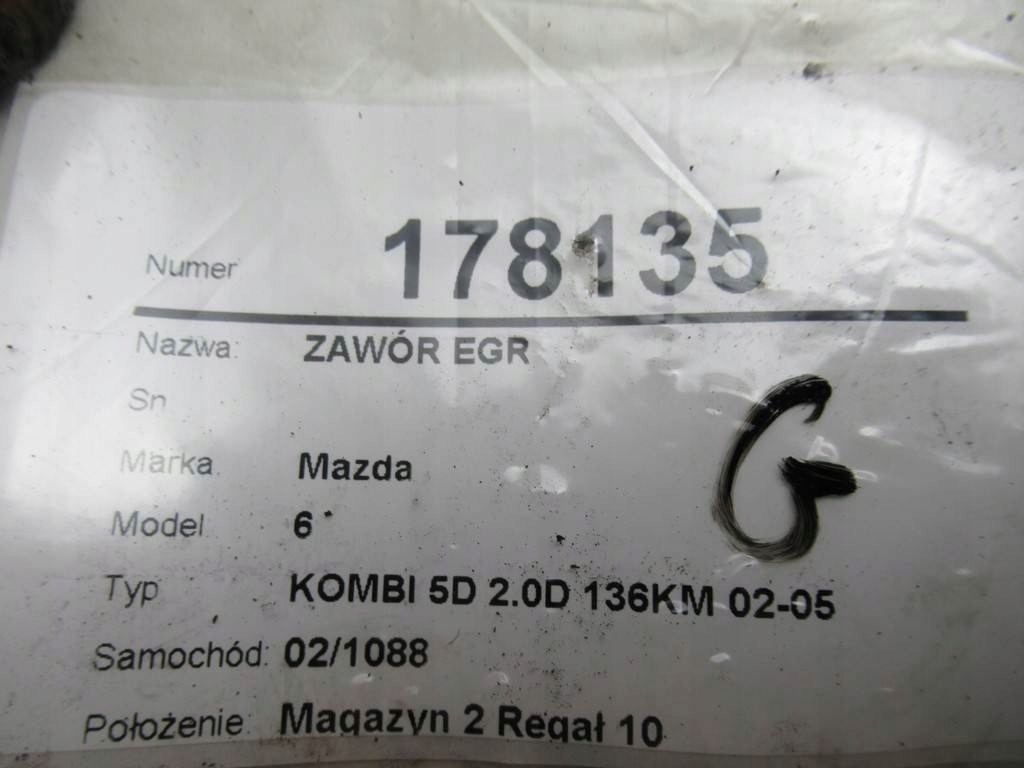 Numer 178135
Nazwa: ZAWÓR EGR
Sn
Marka. Mazda
Model 6
G
Typ KOMBI 5D 2.0D 136KM 02-05
Samochód: 02/1088
Położenie: Magazyn 2 Regał 10